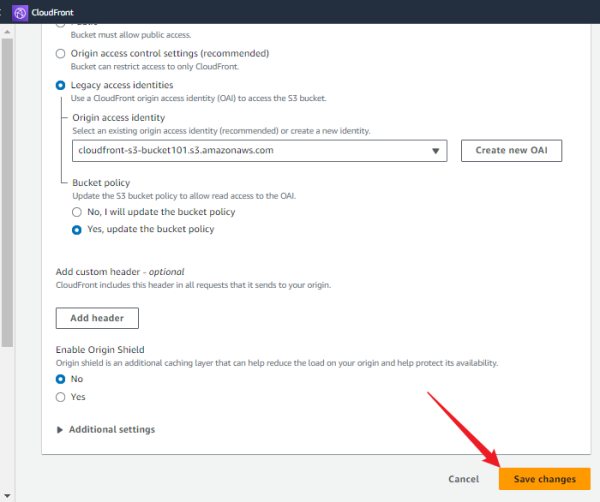 CloudFront
Public
Bucket must allow public access.
Origin access control settings (recommended)
Bucket can restrict access to only CloudFront.
Legacy access identities
Use a CloudFront origin access identity (OAI) to access the S3 bucket.
Origin access identity
Select an existing origin access identity (recommended) or create a new identity.
cloudfront-s3-bucket101.s3.amazonaws.com
Create new OAI
Bucket policy
Update the S3 bucket policy to allow read access to the OAI.
No, I will update the bucket policy
Yes, update the bucket policy
Add custom header - optional
CloudFront includes this header in all requests that it sends to your origin.
Add header
Enable Origin Shield
Origin shield is an additional caching layer that can help reduce the load on your origin and help protect its availability.
No
Yes
Additional settings
Cancel
Save changes